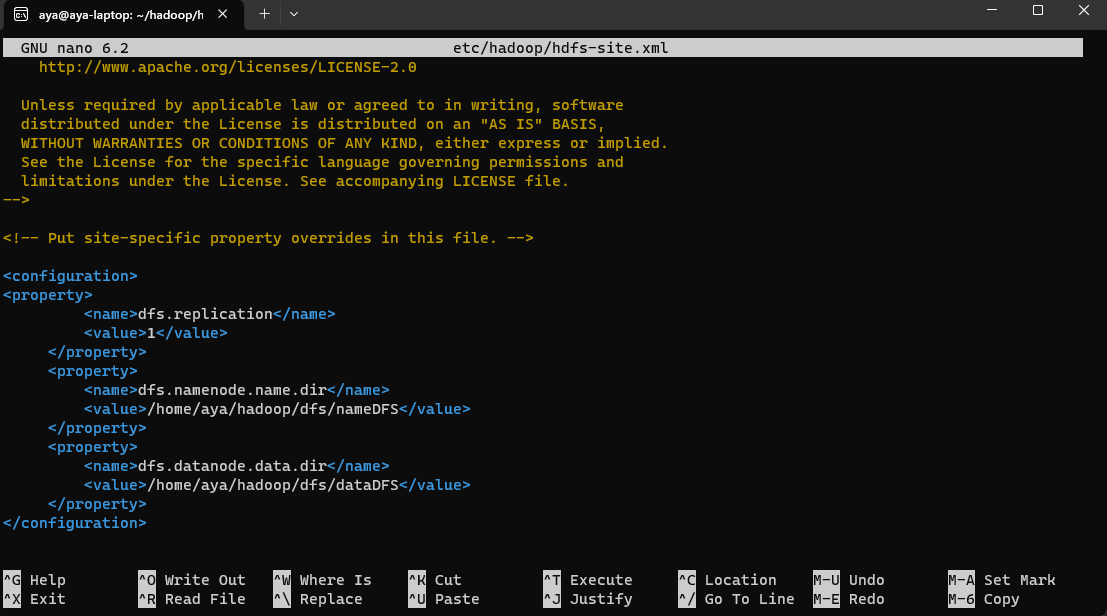 aya@aya-laptop: ~/hadoop/h
GNU nano 6.2 etc/hadoop/hdfs-site.xml
http://www.apache.org/licenses/LICENSE-2.0
Unless required by applicable law or agreed to in writing, software
distributed under the License is distributed on an "AS IS" BASIS,
WITHOUT WARRANTIES OR CONDITIONS OF ANY KIND, either express or implied.
See the License for the specific language governing permissions and
limitations under the License. See accompanying LICENSE file.
-->
<!-- Put site-specific property overrides in this file. -->
<configuration>
<property>
<name>dfs.replication</name>
<value>1</value>
</property>
<property>
<name>dfs.namenode.name.dir</name>
<value>/home/aya/hadoop/dfs/nameDFS</value>
</property>
<property>
<name>dfs.datanode.data.dir</name>
<value>/home/aya/hadoop/dfs/dataDFS</value>
</property>
</configuration>
^G Help ^O Write Out ^W Where Is ^K Cut ^T Execute ^C Location M-U Undo M-A Set Mark
^X Exit ^R Read File ^\ Replace ^U Paste ^J Justify ^/ Go To Line M-E Redo M-6 Copy